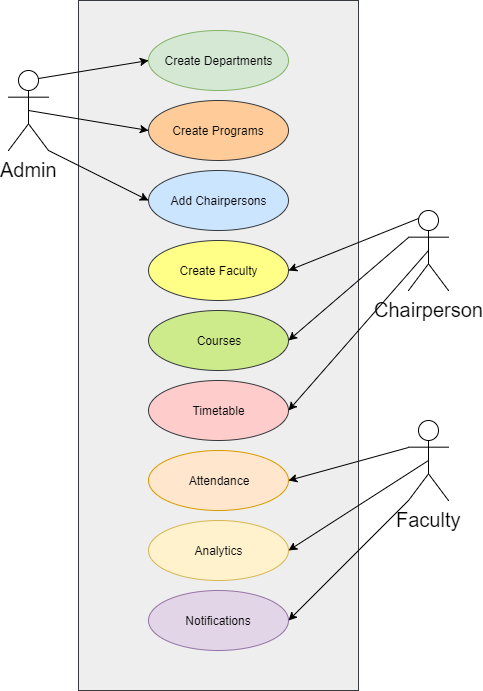 Create Departments
Create Programs
Admin
Add Chairpersons
Create Faculty
Chairperson
Courses
Timetable
Attendance
Faculty
Analytics
Notifications